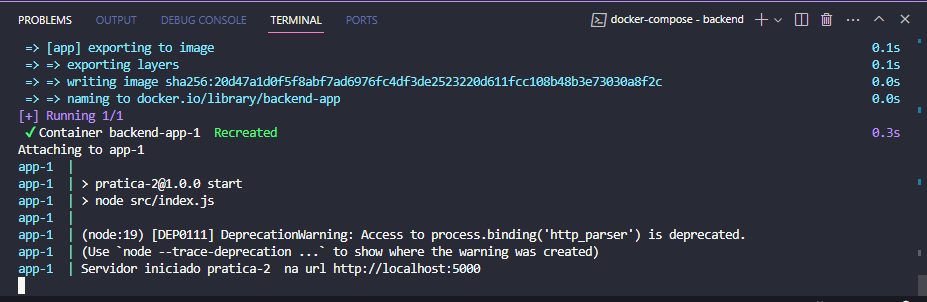 PROBLEMS OUTPUT DEBUG CONSOLE TERMINAL PORTS docker-compose - backend
=> [app] exporting to image 0.1s
=> => exporting layers 0.1s
=> => writing image sha256:20d47a1d0f5f8abf7ad6976fc4df3de2523220d611fcc108b48b3e73030a8f2c 0.0s
=> => naming to docker.io/library/backend-app 0.0s
[+] Running 1/1
✓ Container backend-app-1 Recreated 0.3s
Attaching to app-1
app-1 |
app-1 | > pratica-2@1.0.0 start
app-1 | > node src/index.js
app-1 |
app-1 | (node:19) [DEP0111] DeprecationWarning: Access to process.binding('http_parser') is deprecated.
app-1 | (Use `node --trace-deprecation ...` to show where the warning was created)
app-1 | Servidor iniciado pratica-2 na url http://localhost:5000